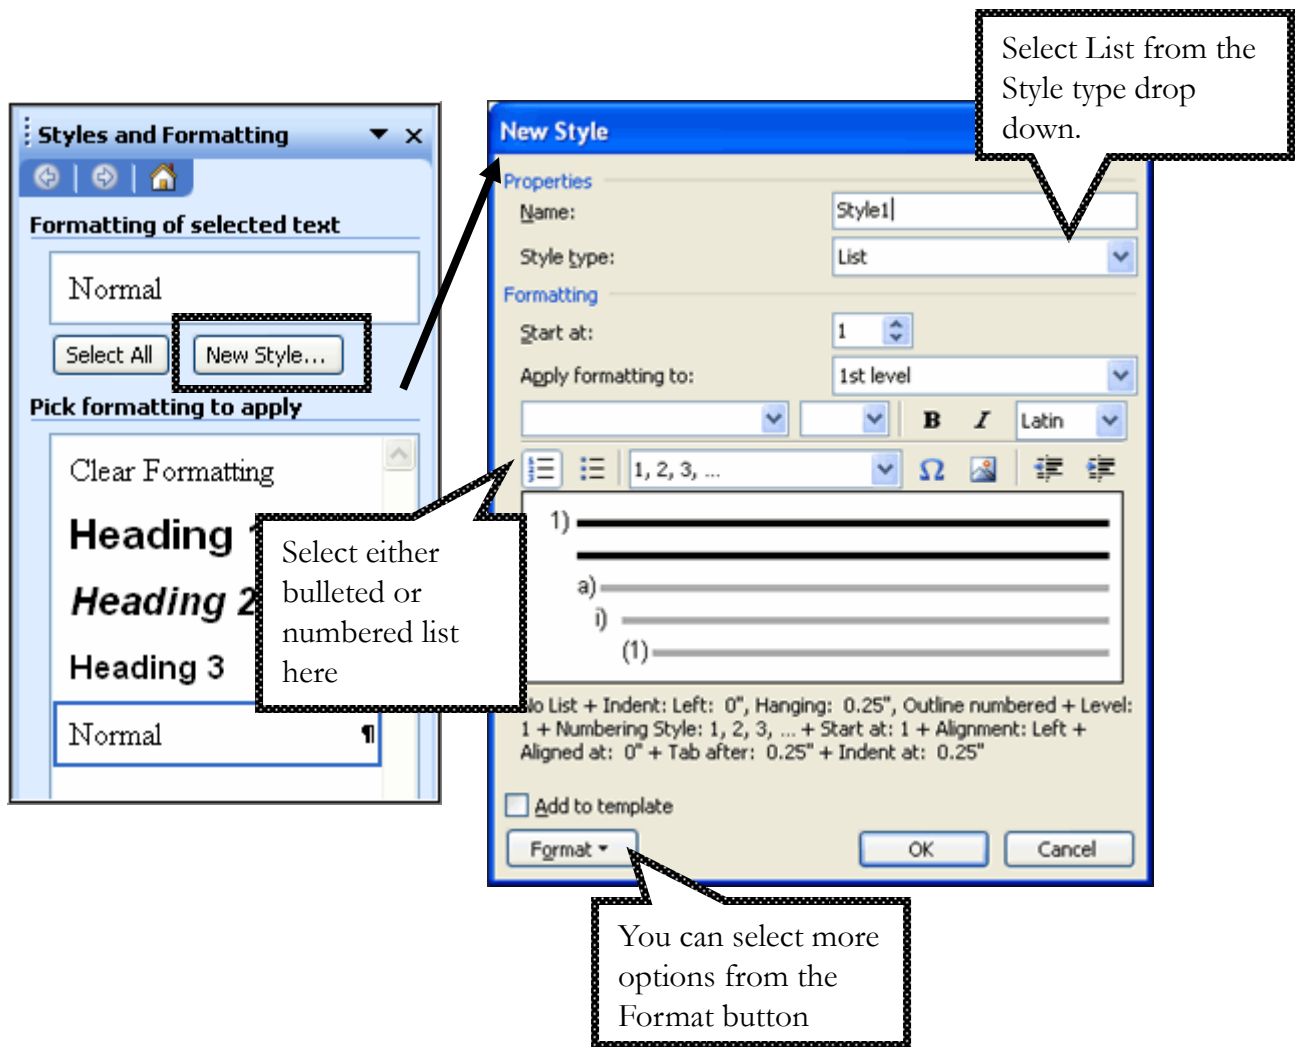 Select List from the
Style type drop
down.
Styles and Formatting
Formatting of selected text
Normal
Select All
New Style...
Pick formatting to apply
Clear Formatting
Heading 1
Heading 2
Heading 3
Normal ¶
Select either
bulleted or
numbered list
here
New Style
Properties
Name: Style1
Style type: List
Formatting
Start at: 1
Apply formatting to: 1st level
B I Latin
1, 2, 3, ... Ω
1)
a)
i)
(1)
No List + Indent: Left: 0", Hanging: 0.25", Outline numbered + Level:
1 + Numbering Style: 1, 2, 3, ... + Start at: 1 + Alignment: Left +
Aligned at: 0" + Tab after: 0.25" + Indent at: 0.25"
Add to template
Format OK Cancel
You can select more
options from the
Format button